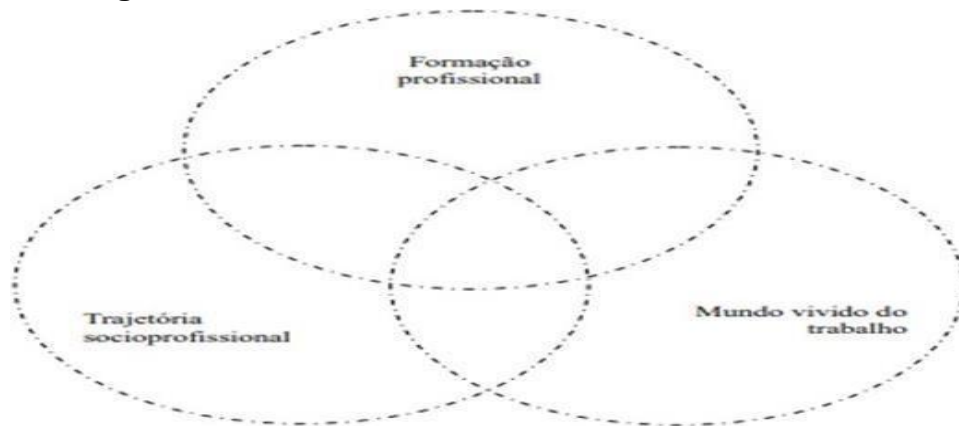 Formação
profissional
Trajetória
socioprofissional
Mundo vivido do
trabalho